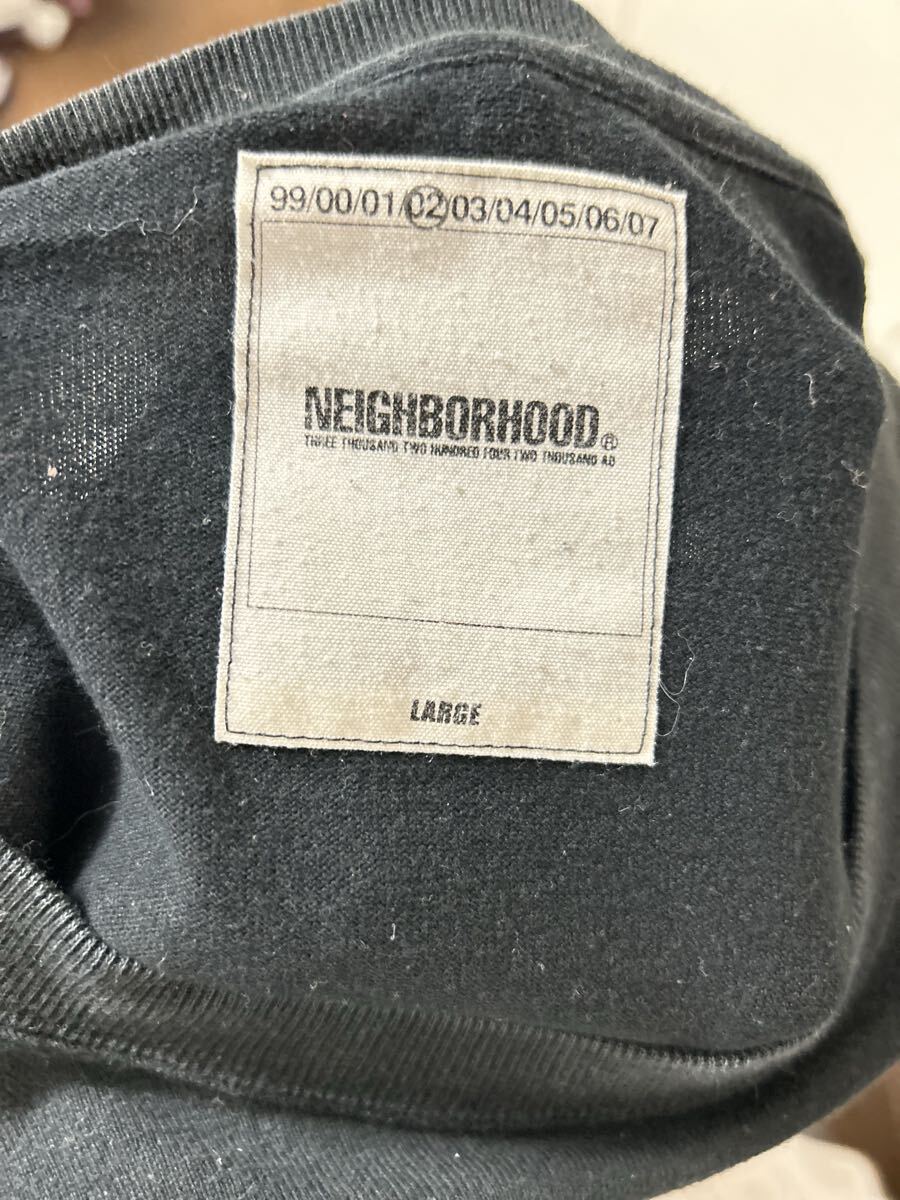 99/00/01/02/03/04/05/06/07
NEIGHBORHOOD®
THREE THOUSAND TWO HUNDRED FOUR TWO THOUSAND AD
LARGE